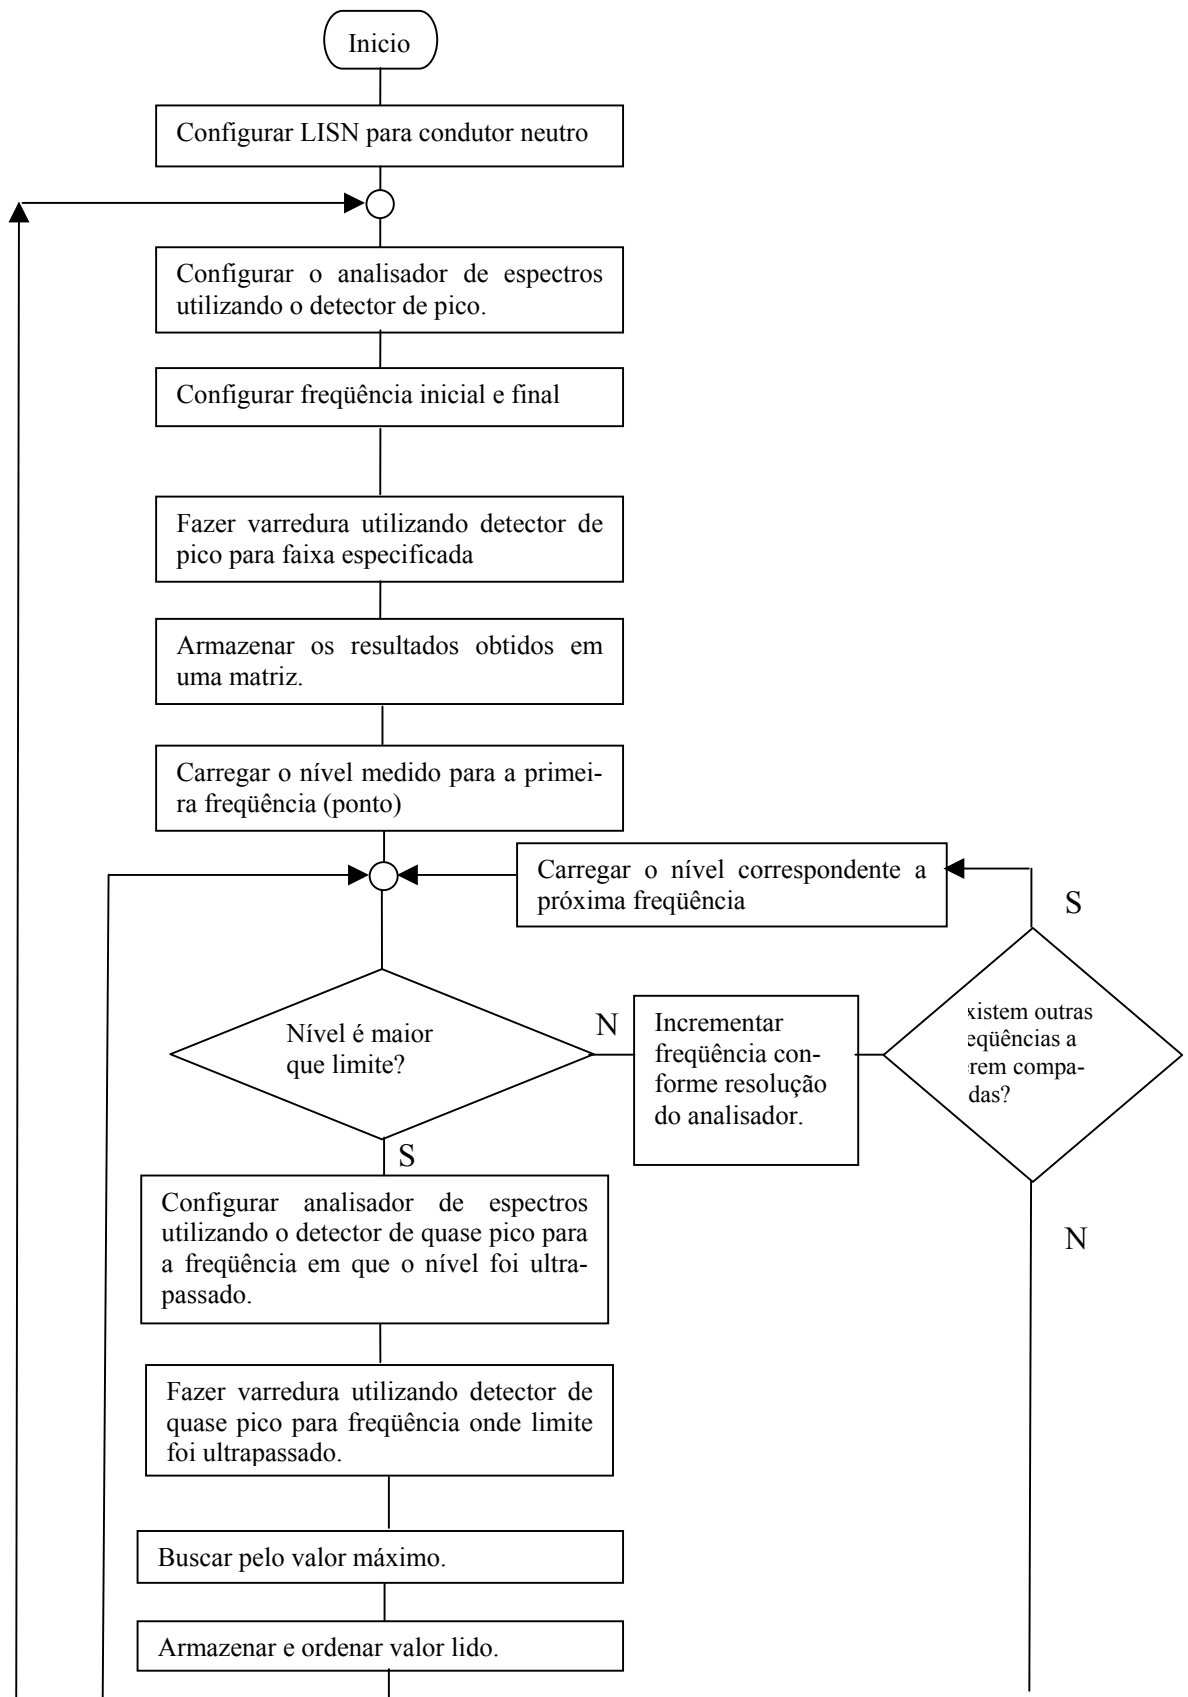 Inicio
Configurar LISN para condutor neutro
Configurar o analisador de espectros
utilizando o detector de pico.
Configurar freqüência inicial e final
Fazer varredura utilizando detector de
pico para faixa especificada
Armazenar os resultados obtidos em
uma matriz.
Carregar o nível medido para a primei-
ra freqüência (ponto)
Carregar o nível correspondente a
próxima freqüência
S
Nível é maior
que limite?
N
Incrementar
freqüência con-
forme resolução
do analisador.
xistem outras
eqüências a
erem compa-
das?
S
N
Configurar analisador de espectros
utilizando o detector de quase pico para
a freqüência em que o nível foi ultra-
passado.
Fazer varredura utilizando detector de
quase pico para freqüência onde limite
foi ultrapassado.
Buscar pelo valor máximo.
Armazenar e ordenar valor lido.